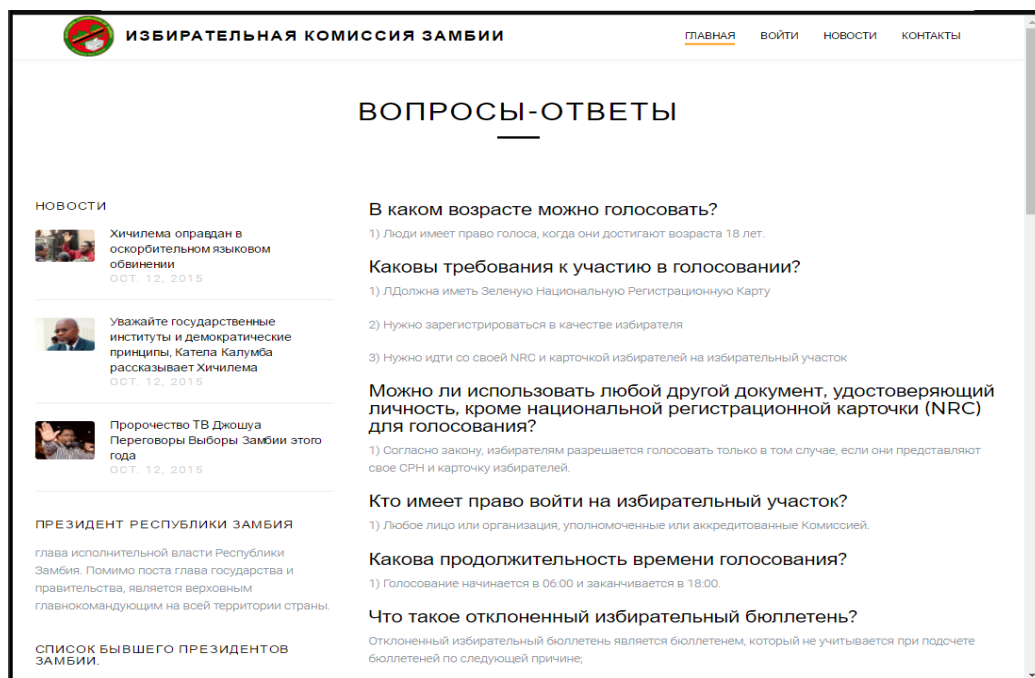 ИЗБИРАТЕЛЬНАЯ КОМИССИЯ ЗАМБИИ
ГЛАВНАЯ ВОЙТИ НОВОСТИ КОНТАКТЫ
ВОПРОСЫ-ОТВЕТЫ
НОВОСТИ
Хичилема оправдан в
оскорбительном языковом
обвинении
OCT. 12, 2015
Уважайте государственные
институты и демократические
принципы, Катела Калумба
рассказывает Хичилема
OCT. 12, 2015
Пророчество ТВ Джошуа
Переговоры Выборы Замбии этого
года
OCT. 12, 2015
ПРЕЗИДЕНТ РЕСПУБЛИКИ ЗАМБИЯ
глава исполнительной власти Республики
Замбия. Помимо поста глава государства и
правительства, является верховным
главнокомандующим на всей территории страны.
СПИСОК БЫВШЕГО ПРЕЗИДЕНТОВ
ЗАМБИИ.
В каком возрасте можно голосовать?
1) Люди имеет право голоса, когда они достигают возраста 18 лет.
Каковы требования к участию в голосовании?
1) ЛДолжна иметь Зеленую Национальную Регистрационную Карту
2) Нужно зарегистрироваться в качестве избирателя
3) Нужно идти со своей NRC и карточкой избирателей на избирательный участок
Можно ли использовать любой другой документ, удостоверяющий
личность, кроме национальной регистрационной карточки (NRC)
для голосования?
1) Согласно закону, избирателям разрешается голосовать только в том случае, если они представляют
свое СРН и карточку избирателей.
Кто имеет право войти на избирательный участок?
1) Любое лицо или организация, уполномоченные или аккредитованные Комиссией.
Какова продолжительность времени голосования?
1) Голосование начинается в 06:00 и заканчивается в 18:00.
Что такое отклоненный избирательный бюллетень?
Отклоненный избирательный бюллетень является бюллетенем, который не учитывается при подсчете
бюллетеней по следующей причине;